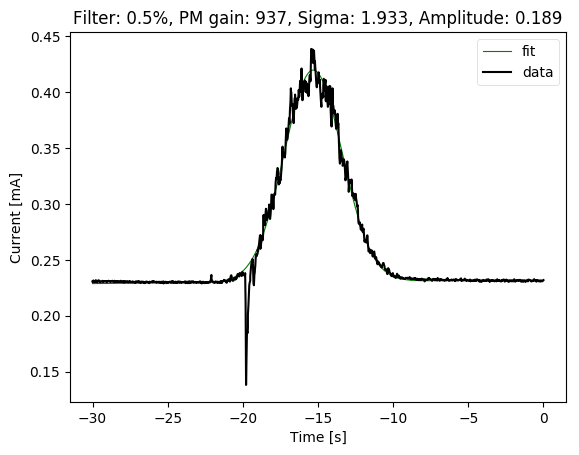 Filter: 0.5%, PM gain: 937, Sigma: 1.933, Amplitude: 0.189
0.45
0.40
0.35
0.30
0.25
0.20
0.15
Current [mA]
fit
data
−30
−25
−20
−15
−10
−5
0
Time [s]